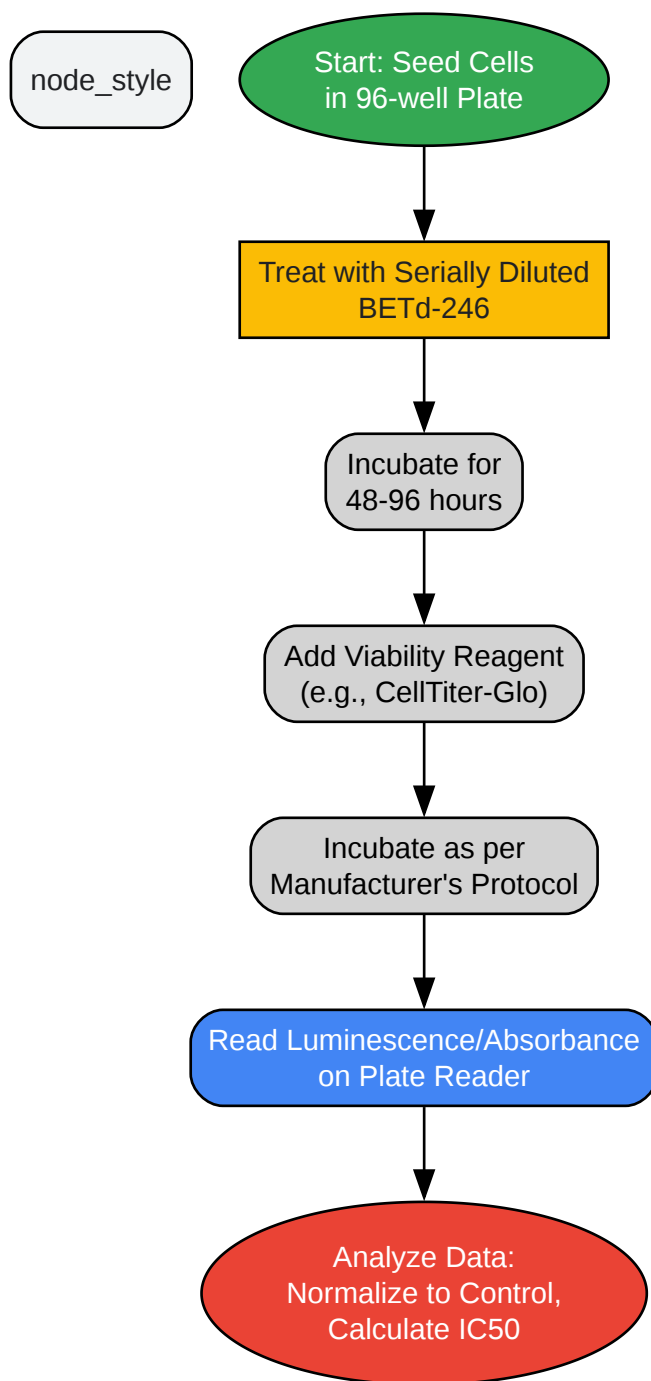 node_style
Start: Seed Cells
in 96-well Plate
Treat with Serially Diluted
BETd-246
Incubate for
48-96 hours
Add Viability Reagent
(e.g., CellTiter-Glo)
Incubate as per
Manufacturer's Protocol
Read Luminescence/Absorbance
on Plate Reader
Analyze Data:
Normalize to Control,
Calculate IC50